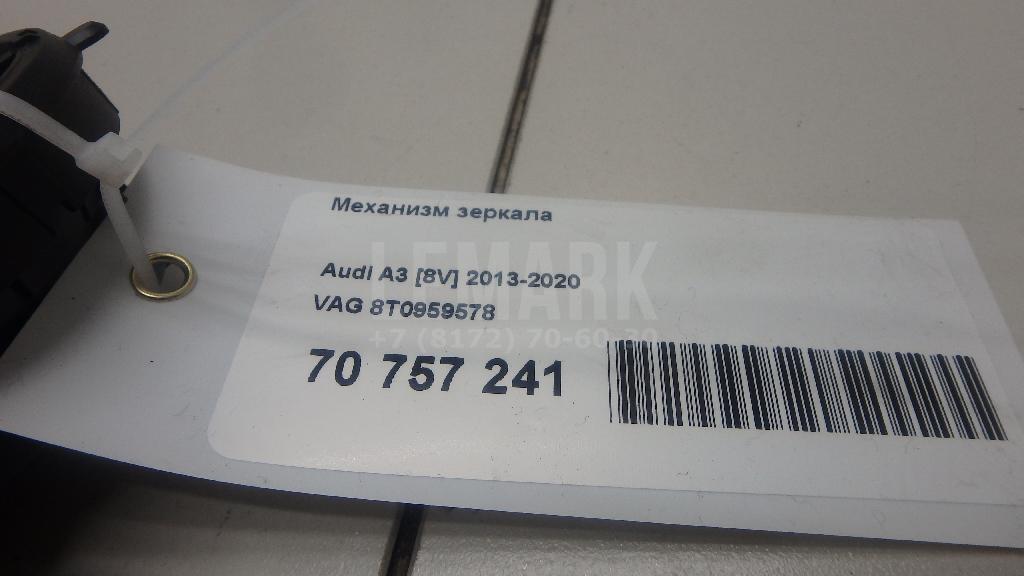 Механизм зеркала
LEMARK
Audi A3 [8V] 2013-2020
VAG 8T0959578
+7 (8172) 70-60-30
70 757 241